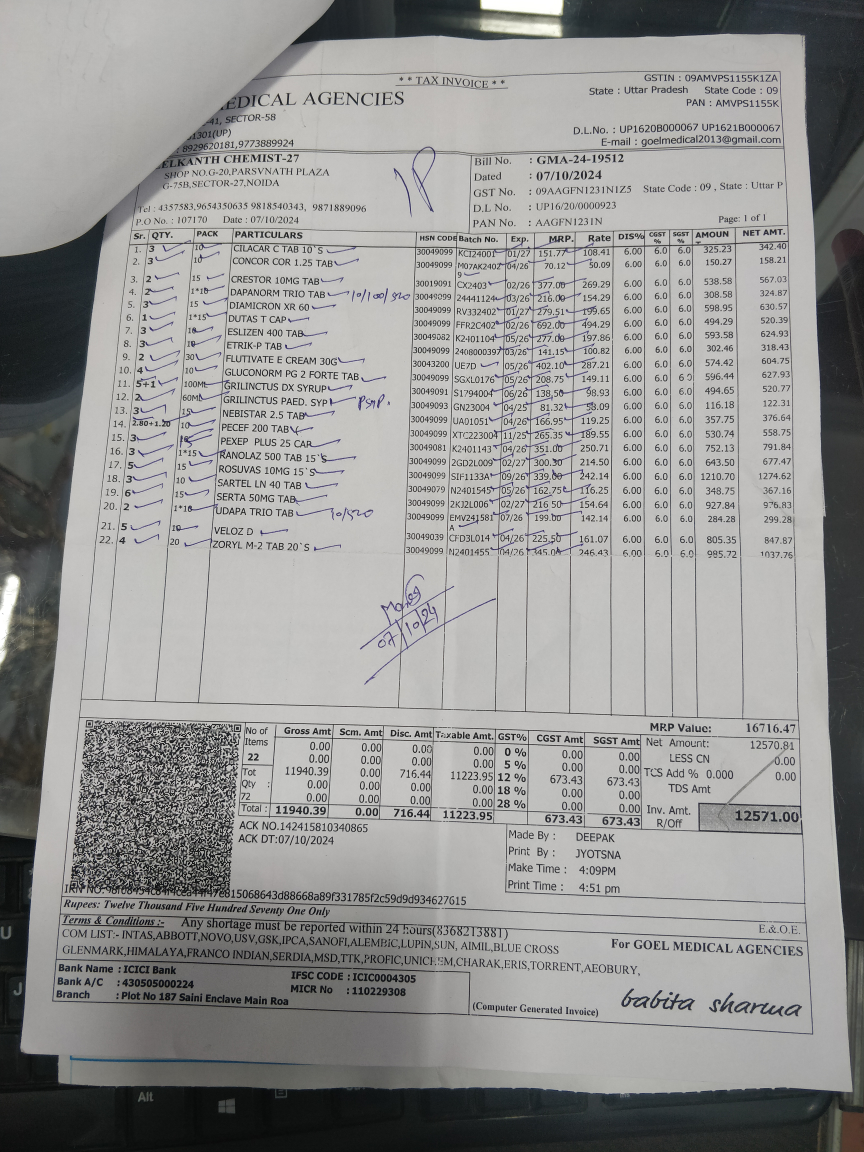 ** TAX INVOICE **
GSTIN : 09AMVPS1155K1ZA
State : Uttar Pradesh State Code : 09
PAN : AMVPS1155K
MEDICAL AGENCIES
-41, SECTOR-58
D.L.No. : UP1620B000067 UP1621B000067
: 8929620181,9773889924
E-mail : goelmedical2013@gmail.com
ELKANTH CHEMIST-27
SHOP NO.G-20,PARSVNATH PLAZA
G-75B,SECTOR-27,NOIDA
Tel : 4357583,9654350635 9818540343, 9871889096
P.O No : 107170 Date : 07/10/2024
Bill No. : GMA-24-19512
Dated : 07/10/2024
GST No. : 09AAGFN1231N1Z5 State Code : 09 , State : Uttar P
D.L. No : UP16/20/0000923
PAN No. : AAGFN1231N Page: 1 of 1
Sr. QTY. PACK PARTICULARS HSN CODE Batch No. Exp. MRP. Rate DIS% CGST % SGST % AMOUN NET AMT.
1. 3 10 CILACAR C TAB 10`S 30049099 KCI24001 01/27 151.77 108.41 6.00 6.0 6.0 325.23 342.40
2. 3 10 CONCOR COR 1.25 TAB 30049099 M07AK2402 04/26 70.12 50.09 6.00 6.0 6.0 150.27 158.21
9
3. 2 15 CRESTOR 10MG TAB 30019091 CX2403 02/26 377.00 269.29 6.00 6.0 6.0 538.58 567.03
4. 2 1*10 DAPANORM TRIO TAB 10/100/520 30049099 24441124 03/26 216.00 154.29 6.00 6.0 6.0 308.58 324.87
5. 3 15 DIAMICRON XR 60 30049099 RV332402 01/27 279.51 199.65 6.00 6.0 6.0 598.95 630.57
6. 1 1*15 DUTAS T CAP 30049099 FFR2C402 02/26 692.00 494.29 6.00 6.0 6.0 494.29 520.39
7. 3 10 ESLIZEN 400 TAB 30049082 K2401104 05/26 277.00 197.86 6.00 6.0 6.0 593.58 624.93
8. 3 10 ETRIK-P TAB 30049099 240800039 03/26 141.15 100.82 6.00 6.0 6.0 302.46 318.43
9. 2 30 FLUTIVATE E CREAM 30G 30043200 UE7D 05/26 402.10 287.21 6.00 6.0 6.0 574.42 604.75
10. 4 10 GLUCONORM PG 2 FORTE TAB 30049099 SGXL0176 05/26 208.75 149.11 6.00 6.0 6.0 596.44 627.93
11. 5+1 100ML GRILINCTUS DX SYRUP 30049091 S1794004 06/26 138.50 98.93 6.00 6.0 6.0 494.65 520.77
12. 2 60ML GRILINCTUS PAED. SYP 30049093 GN23004 04/25 81.32 58.09 6.00 6.0 6.0 116.18 122.31
13. 3 15 NEBISTAR 2.5 TAB 30049099 UA01051 04/26 166.95 119.25 6.00 6.0 6.0 357.75 376.64
14. 2.80+1.20 10 PECEF 200 TAB 30049099 XTC223004 11/25 265.35 189.55 6.00 6.0 6.0 530.74 558.75
15. 3 PEXEP PLUS 25 CAR 30049081 K2401143 04/26 351.00 250.71 6.00 6.0 6.0 752.13 791.84
16. 3 1*15 RANOLAZ 500 TAB 15`S 30049099 2GD2L009 02/27 300.30 214.50 6.00 6.0 6.0 643.50 677.47
17. 5 15 ROSUVAS 10MG 15`S 30049099 SIF1133A 09/26 339.00 242.14 6.00 6.0 6.0 1210.70 1274.62
18. 3 10 SARTEL LN 40 TAB 30049079 N2401545 05/26 162.75 116.25 6.00 6.0 6.0 348.75 367.16
19. 6 15 SERTA 50MG TAB 30049099 2KJ2L006 02/27 216.50 154.64 6.00 6.0 6.0 927.84 976.83
20. 2 1*10 UDAPA TRIO TAB 10/520 30049099 EMV241581 07/26 199.00 142.14 6.00 6.0 6.0 284.28 299.28
A
21. 5 10 VELOZ D 30049039 CFD3L014 04/26 225.50 161.07 6.00 6.0 6.0 805.35 847.87
22. 4 20 ZORYL M-2 TAB 20`S 30049099 N2401455 04/26 345.00 246.43 6.00 6.0 6.0 985.72 1037.76
07/10/24
No of Items 22 Tot Qty : 72
Gross Amt Scm. Amt Disc. Amt Taxable Amt. GST% CGST Amt SGST Amt
0.00 0.00 0.00 0.00 0 % 0.00 0.00
0.00 0.00 0.00 0.00 5 % 0.00 0.00
11940.39 0.00 716.44 11223.95 12 % 673.43 673.43
0.00 0.00 0.00 0.00 18 % 0.00 0.00
0.00 0.00 0.00 0.00 28 % 0.00 0.00
Total : 11940.39 0.00 716.44 11223.95 673.43 673.43
MRP Value: 16716.47
Net Amount: 12570.81
LESS CN 0.00
TCS Add % 0.000 0.00
TDS Amt
Inv. Amt. R/Off 12571.00
ACK NO.142415810340865
ACK DT:07/10/2024
Made By : DEEPAK
Print By : JYOTSNA
Make Time : 4:09PM
Print Time : 4:51 pm
Rupees: Twelve Thousand Five Hundred Seventy One Only
Terms & Conditions :- Any shortage must be reported within 24 hours(8368213881) E.&.O.E.
COM LIST:- INTAS,ABBOTT,NOVO,USV,GSK,IPCA,SANOFI,ALEMBIC,LUPIN,SUN, AIMIL,BLUE CROSS
GLENMARK,HIMALAYA,FRANCO INDIAN,SERDIA,MSD,TTK,PROFIC,UNICHEM,CHARAK,ERIS,TORRENT,AEOBURY,
For GOEL MEDICAL AGENCIES
Bank Name : ICICI Bank IFSC CODE : ICIC0004305
Bank A/C : 430505000224 MICR No : 110229308
Branch : Plot No 187 Saini Enclave Main Roa
(Computer Generated Invoice)
babita sharma
Alt